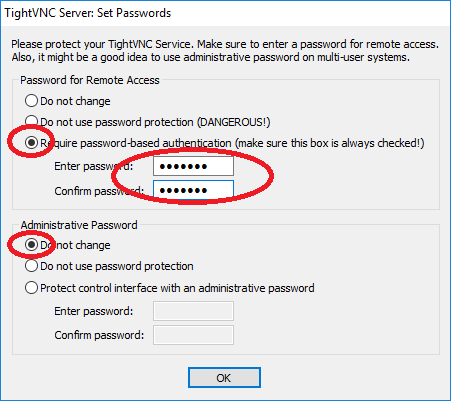 TightVNC Server: Set Passwords
Please protect your TightVNC Service. Make sure to enter a password for remote access.
Also, it might be a good idea to use administrative password on multi-user systems.
Password for Remote Access
Do not change
Do not use password protection (DANGEROUS!)
Require password-based authentication (make sure this box is always checked!)
Enter password: •••••••
Confirm password: •••••••
Administrative Password
Do not change
Do not use password protection
Protect control interface with an administrative password
Enter password:
Confirm password:
OK